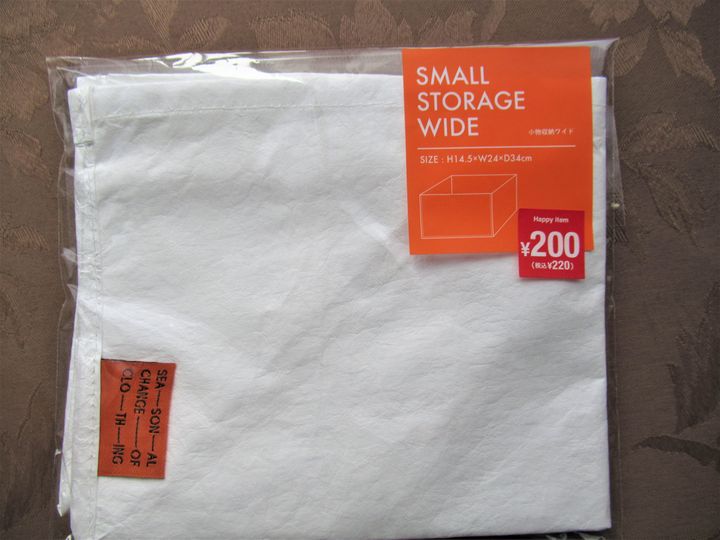 SMALL
STORAGE
WIDE
小物収納ワイド
SIZE : H14.5×W24×D34cm
Happy item
¥200
(税込¥220)
SEA—SON—AL
CHANGE—OF
CLO—TH—ING